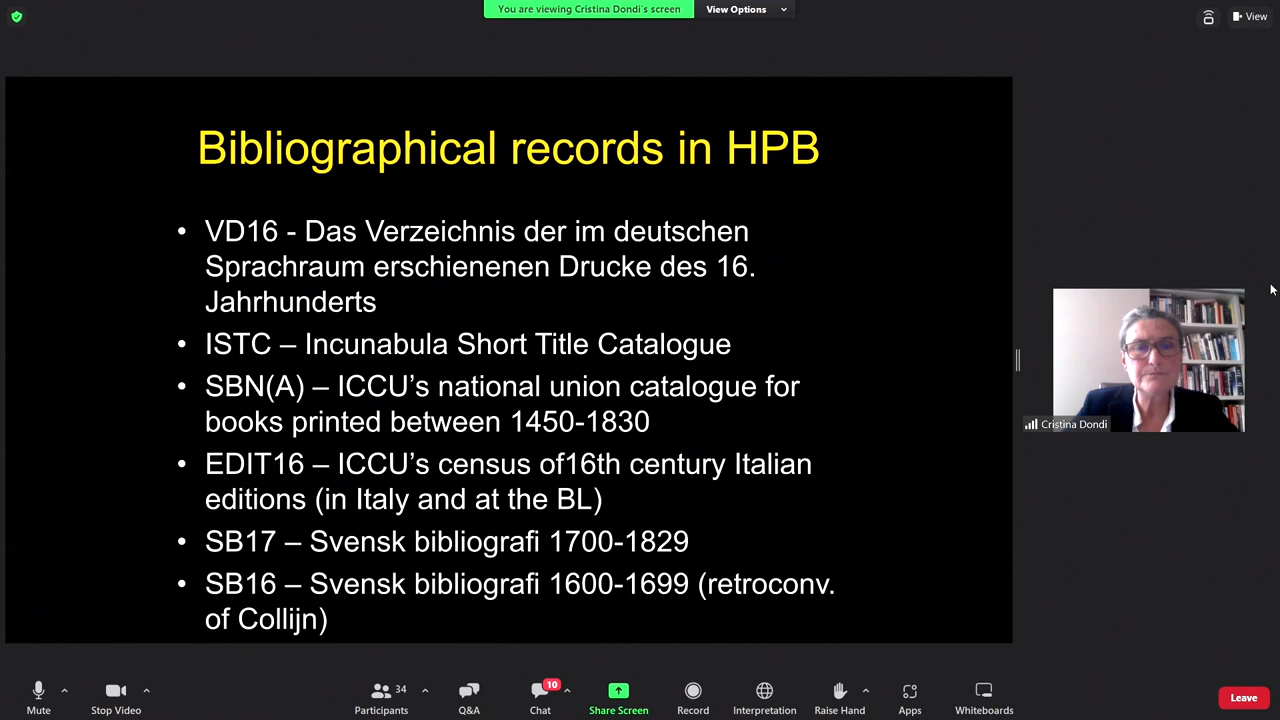 You are viewing Cristina Dondi's screen
View Options
View
Bibliographical records in HPB
• VD16 - Das Verzeichnis der im deutschen
Sprachraum erschienenen Drucke des 16.
Jahrhunderts
• ISTC – Incunabula Short Title Catalogue
• SBN(A) – ICCU’s national union catalogue for
books printed between 1450-1830
• EDIT16 – ICCU’s census of16th century Italian
editions (in Italy and at the BL)
• SB17 – Svensk bibliografi 1700-1829
• SB16 – Svensk bibliografi 1600-1699 (retroconv.
of Collijn)
Cristina Dondi
34
10
Mute
Stop Video
Participants
Q&A
Chat
Share Screen
Record
Interpretation
Raise Hand
Apps
Whiteboards
Leave